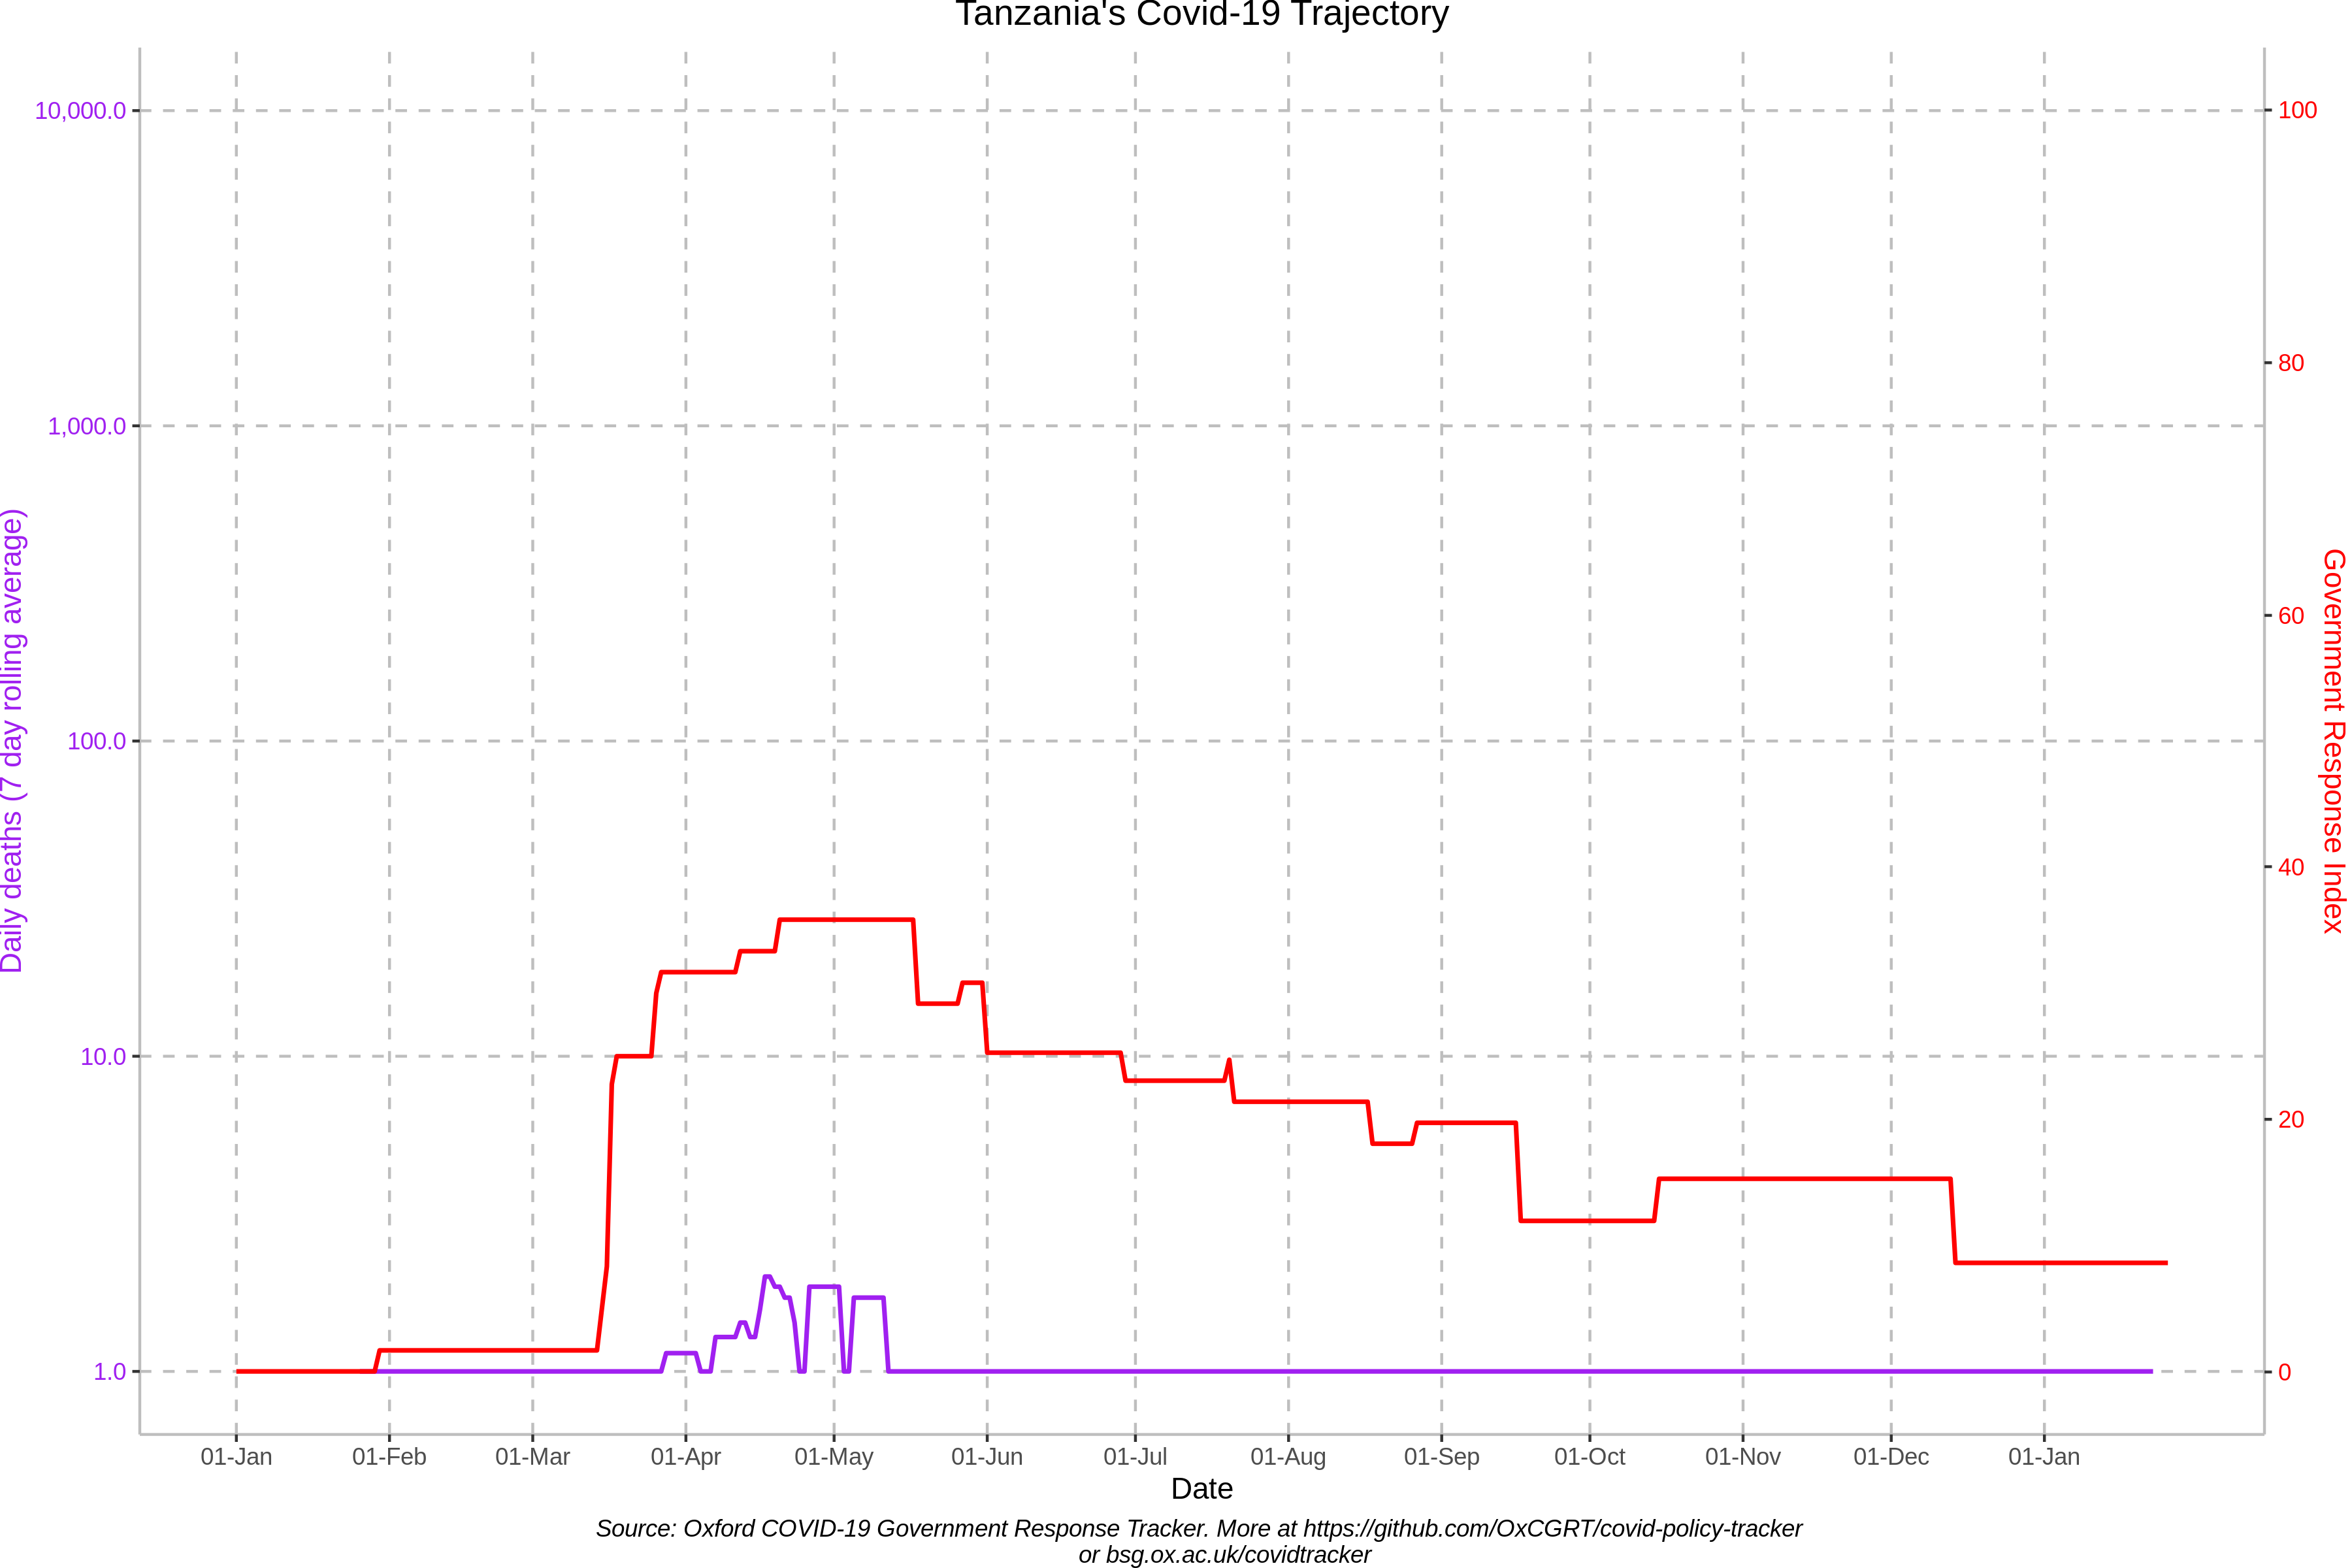 Tanzania's Covid-19 Trajectory
Daily deaths (7 day rolling average)
10,000.0
1,000.0
100.0
10.0
1.0
100
80
60
40
20
0
Government Response Index
01-Jan 01-Feb 01-Mar 01-Apr 01-May 01-Jun 01-Jul 01-Aug 01-Sep 01-Oct 01-Nov 01-Dec 01-Jan
Date
Source: Oxford COVID-19 Government Response Tracker. More at https://github.com/OxCGRT/covid-policy-tracker
or bsg.ox.ac.uk/covidtracker